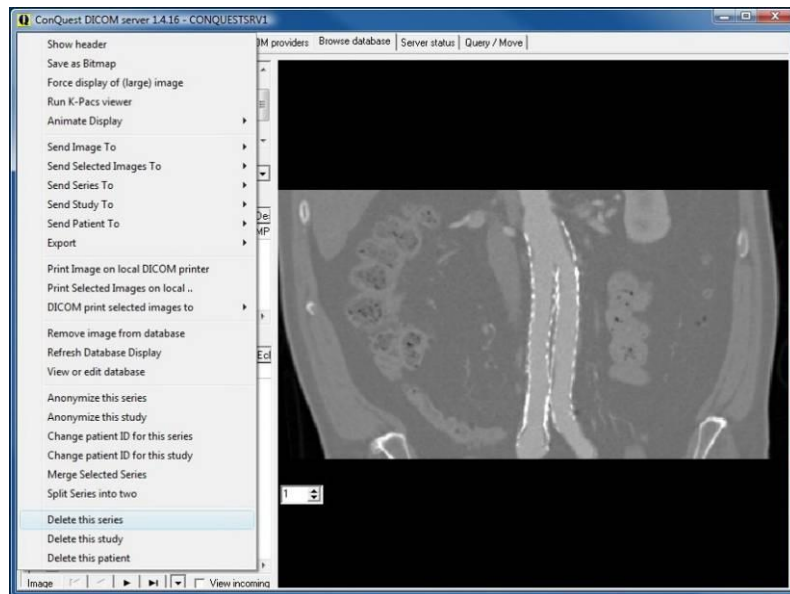 ConQuest DICOM server 1.4.16 - CONQUESTSRV1
Show header
Save as Bitmap
Force display of (large) image
Run K-Pacs viewer
Animate Display
Send Image To
Send Selected Images To
Send Series To
Send Study To
Send Patient To
Export
Print Image on local DICOM printer
Print Selected Images on local ..
DICOM print selected images to
Remove image from database
Refresh Database Display
View or edit database
Anonymize this series
Anonymize this study
Change patient ID for this series
Change patient ID for this study
Merge Selected Series
Split Series into two
Delete this series
Delete this study
Delete this patient
Image
View incoming
providers Browse database Server status Query / Move
1